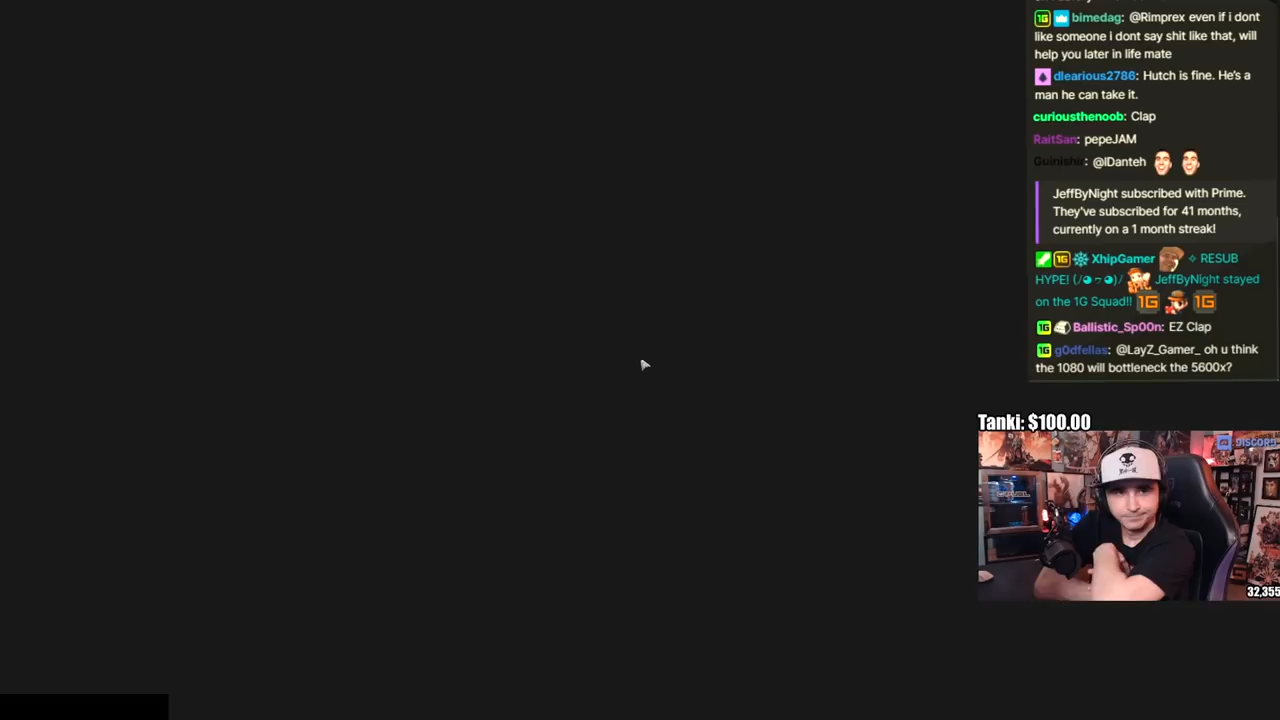 bimedag: @Rimprex even if i dont
like someone i dont say shit like that, will
help you later in life mate
dlearious2786: Hutch is fine. He's a
man he can take it.
curiousthenoob: Clap
RaitSan: pepeJAM
Guinishir: @IDanteh
JeffByNight subscribed with Prime.
They've subscribed for 41 months,
currently on a 1 month streak!
XhipGamer ✧ RESUB
HYPE! JeffByNight stayed
on the 1G Squad!! 1G 1G
1G Ballistic_Sp00n: EZ Clap
1G g0dfellas: @LayZ_Gamer_ oh u think
the 1080 will bottleneck the 5600x?
Tanki: $100.00
DISCORD
32,355